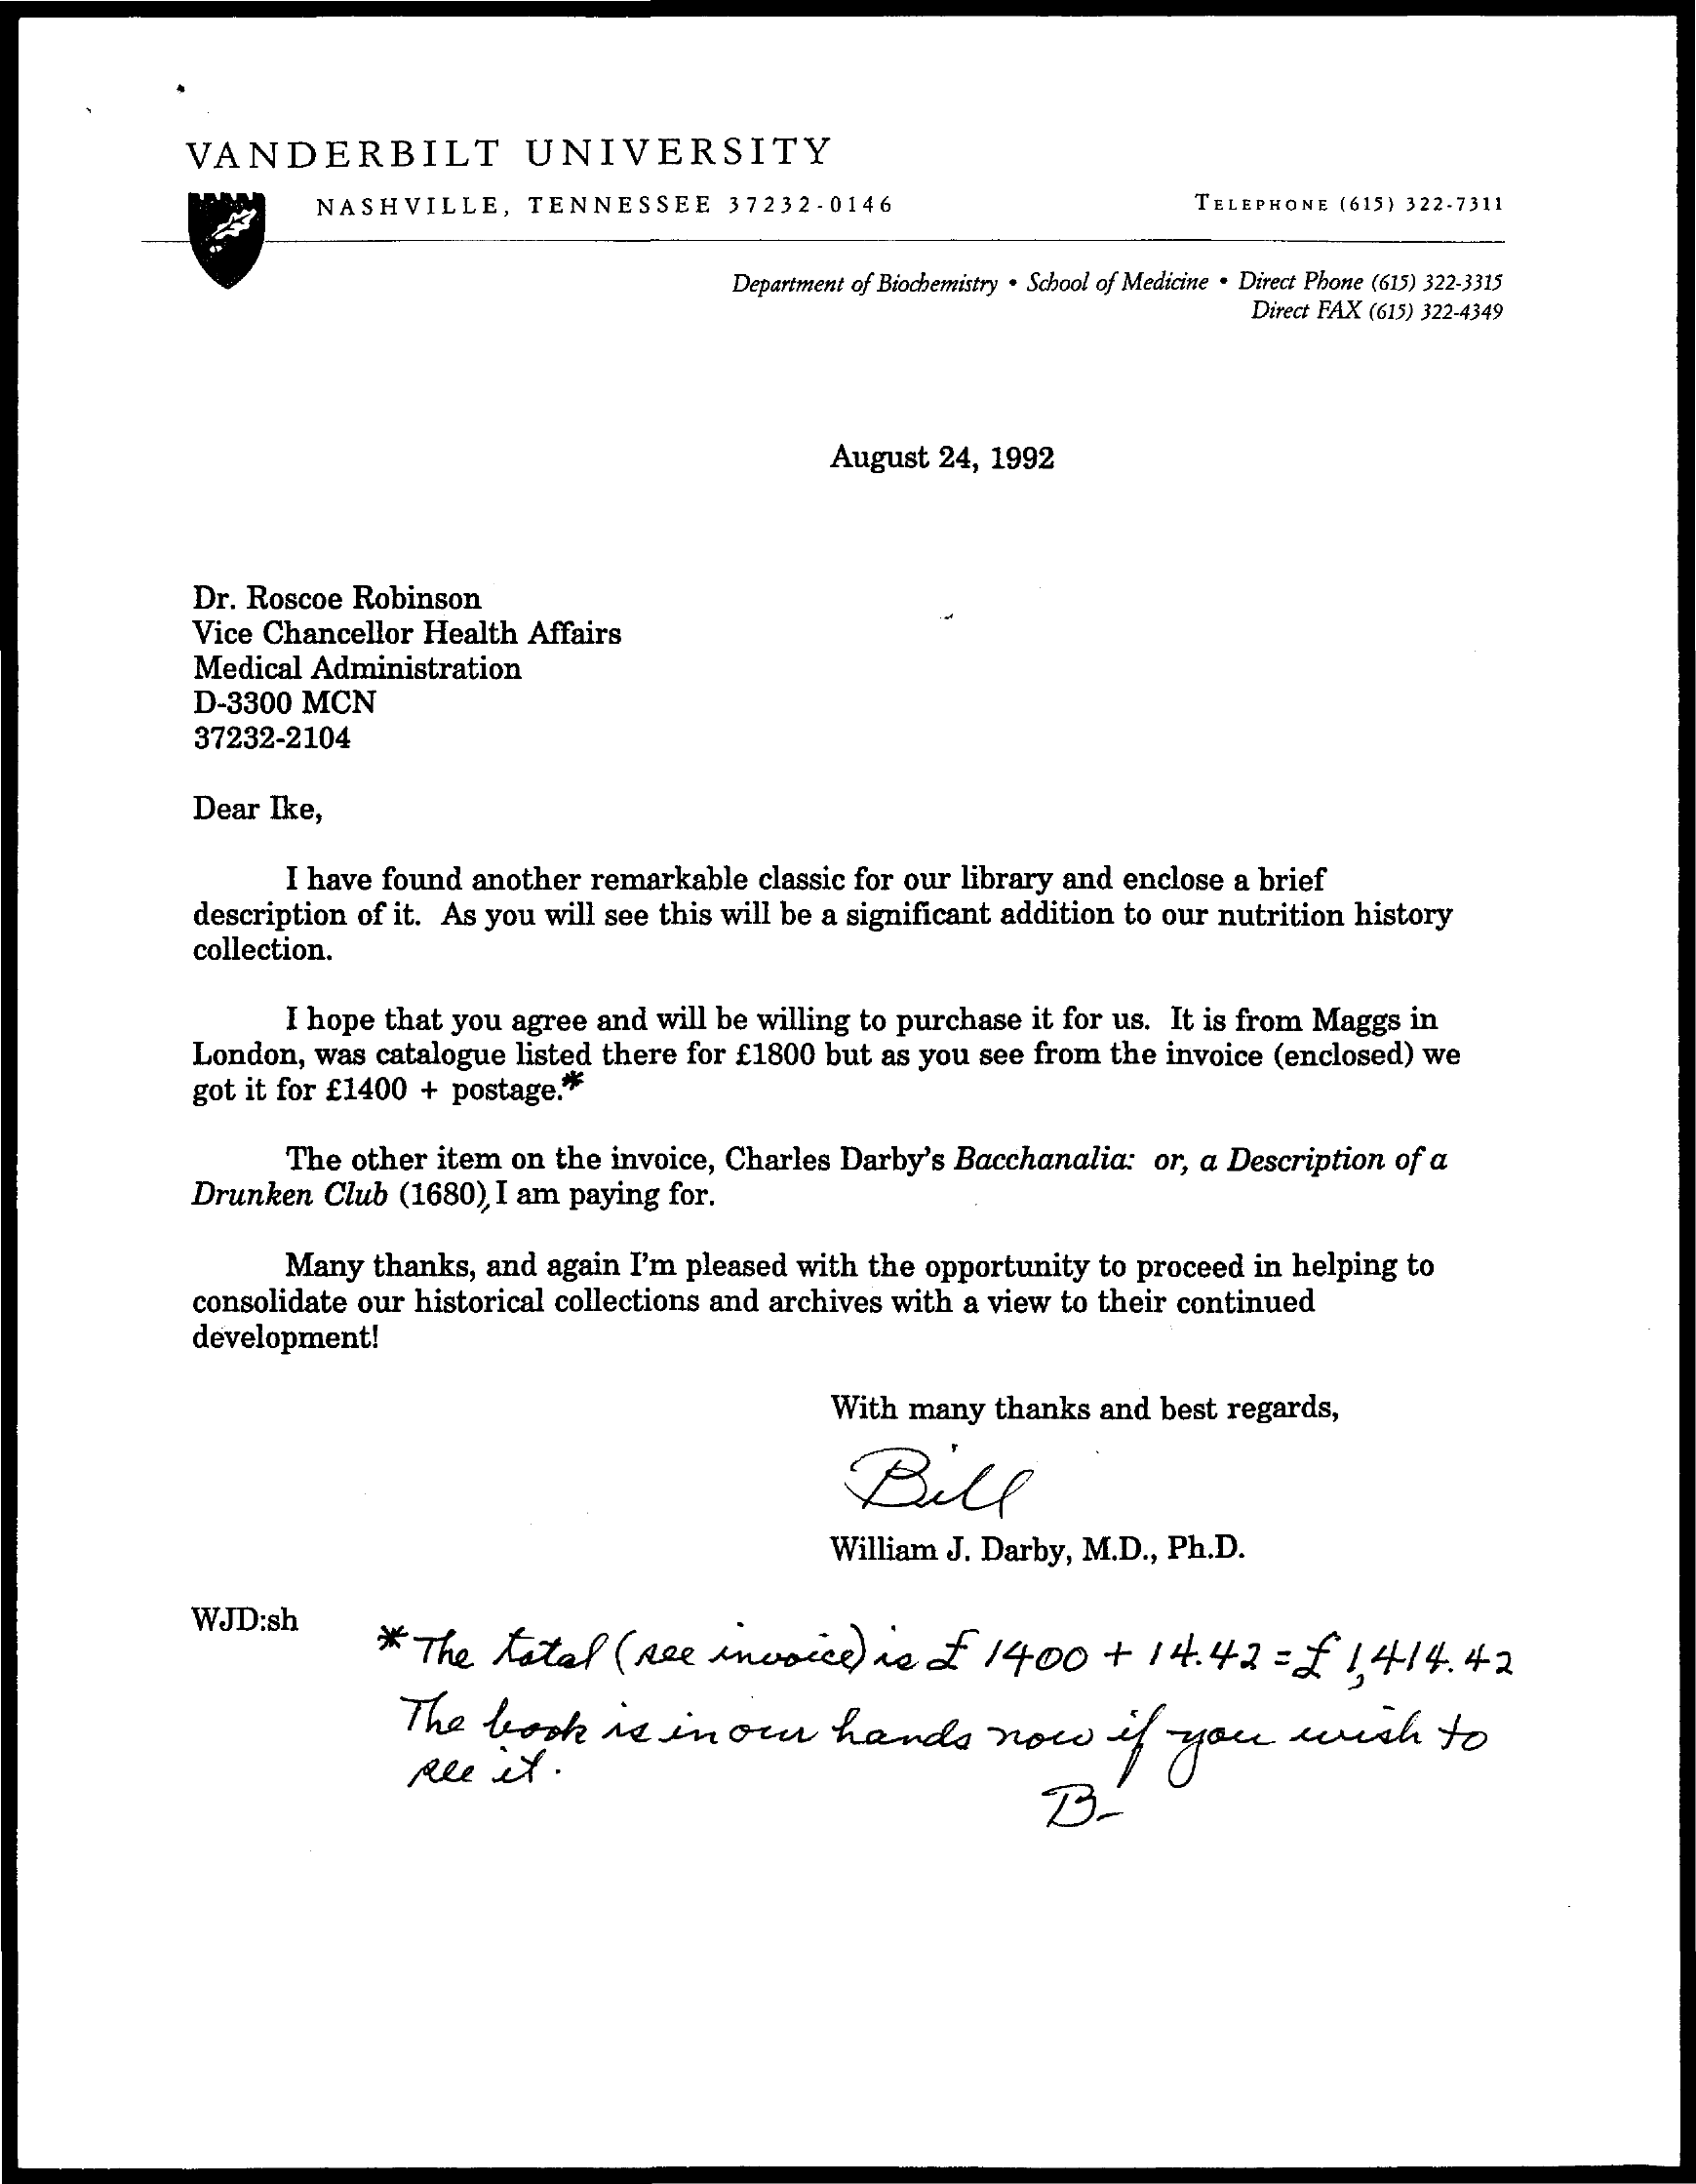 VANDERBILT UNIVERSITY
NASHVILLE, TENNESSEE 37232-0146
TELEPHONE (615) 322-7311
Department of Biochemistry • School of Medicine • Direct Phone (615) 322-3315
Direct FAX (615) 322-4349
August 24, 1992
Dr. Roscoe Robinson
Vice Chancellor Health Affairs
Medical Administration
D-3300 MCN
37232-2104
Dear Ike,
I have found another remarkable classic for our library and enclose a brief
description of it. As you will see this will be a significant addition to our nutrition history
collection.
I hope that you agree and will be willing to purchase it for us. It is from Maggs in
London, was catalogue listed there for £1800 but as you see from the invoice (enclosed) we
got it for £1400 + postage.*
The other item on the invoice, Charles Darby's Bacchanalia: or, a Description of a
Drunken Club (1680), I am paying for.
Many thanks, and again I'm pleased with the opportunity to proceed in helping to
consolidate our historical collections and archives with a view to their continued
development!
With many thanks and best regards,
Bill
William J. Darby, M.D., Ph.D.
WJD:sh
* The total (see invoice) is £ 1400 + 14.42 = £ 1,414.42
The book is in our hands now if you wish to
see it.
B-